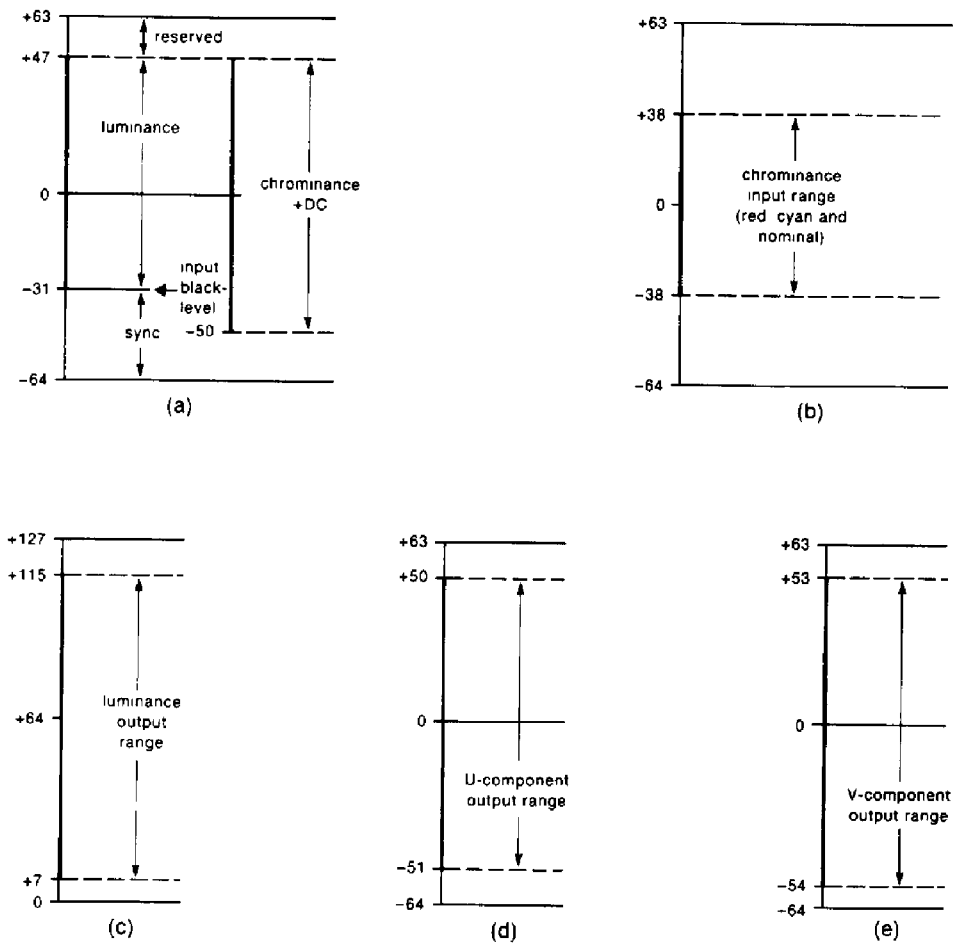 +63
reserved
+47
luminance
0
chrominance
+DC
-31
input
black-
level
-50
sync
-64
(a)
+63
+38
chrominance
input range
(red cyan and
nominal)
0
-38
-64
(b)
+127
+115
luminance
output
range
+64
+7
0
(c)
+63
+50
0
U-component
output range
-51
-64
(d)
+63
+53
0
V-component
output range
-54
-64
(e)